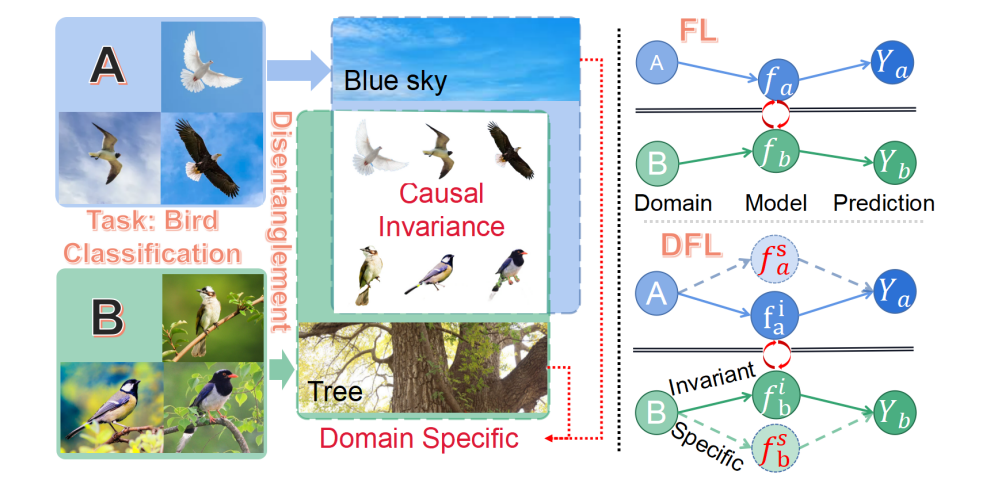 A
Blue sky
Disentanglement
Causal
Invariance
Task: Bird
Classification
B
Tree
Domain Specific
FL
A
f_a
Y_a
B
f_b
Y_b
Domain Model Prediction
DFL
f_a^s
A
f_a^i
Y_a
Invariant
B
f_b^i
Y_b
Specific
f_b^s